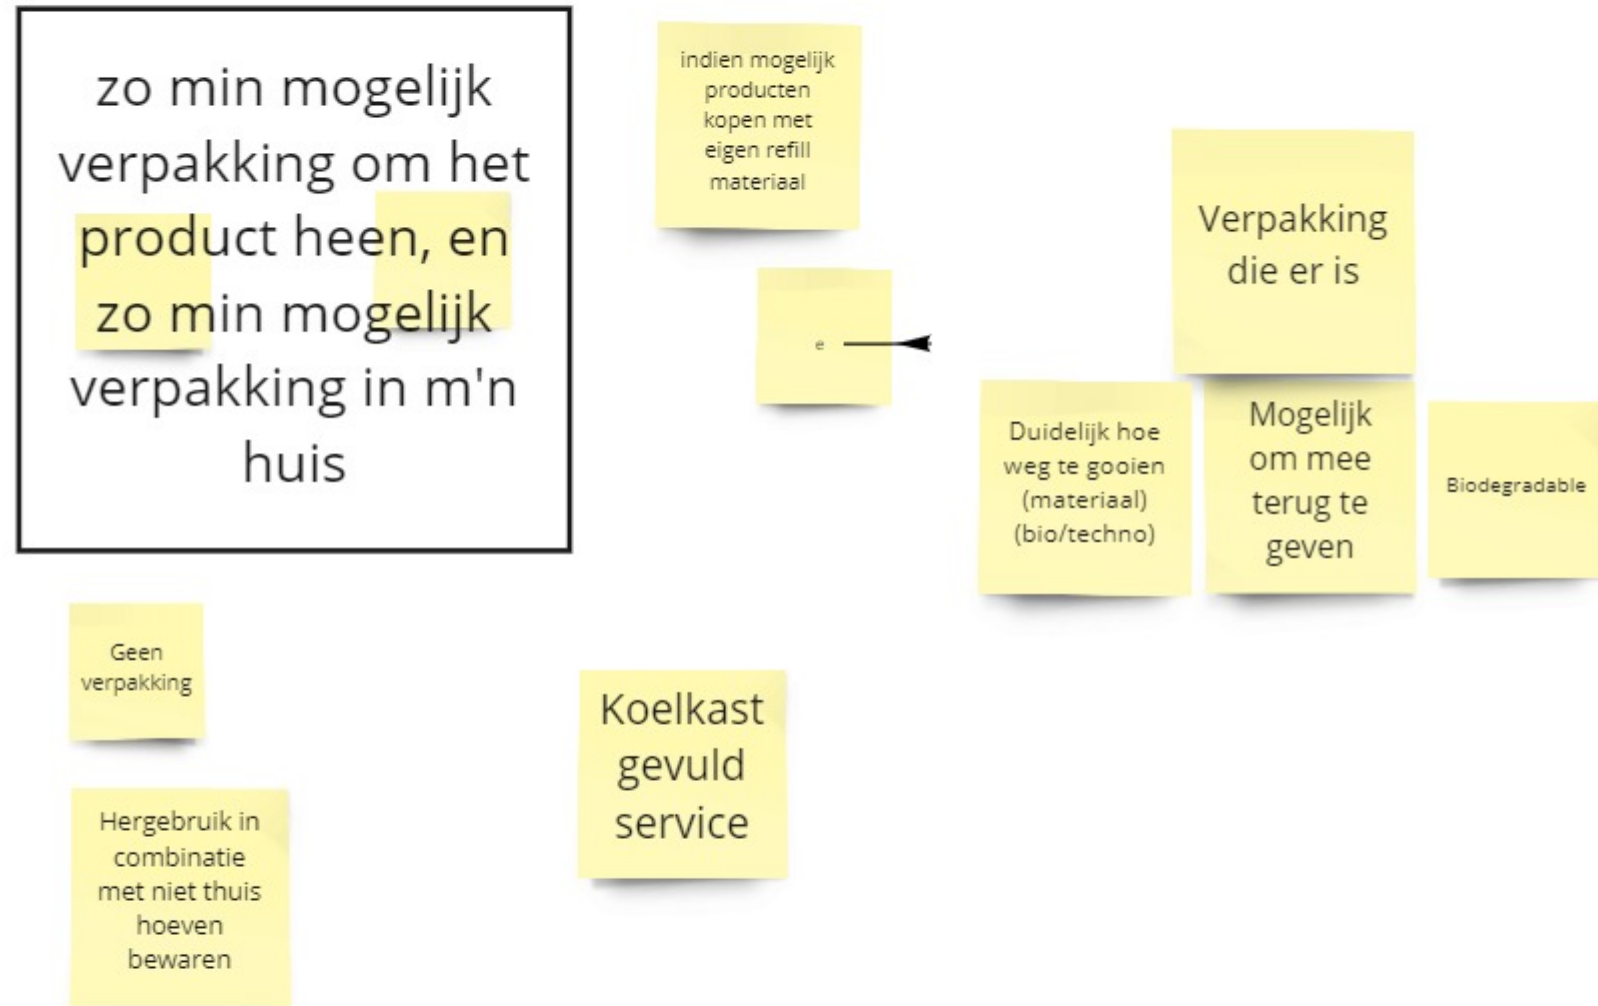 zo min mogelijk
verpakking om het
product heen, en
zo min mogelijk
verpakking in m'n
huis
indien mogelijk
producten
kopen met
eigen refill
materiaal
e
Verpakking
die er is
Duidelijk hoe
weg te gooien
(materiaal)
(bio/techno)
Mogelijk
om mee
terug te
geven
Biodegradable
Geen
verpakking
Koelkast
gevuld
service
Hergebruik in
combinatie
met niet thuis
hoeven
bewaren